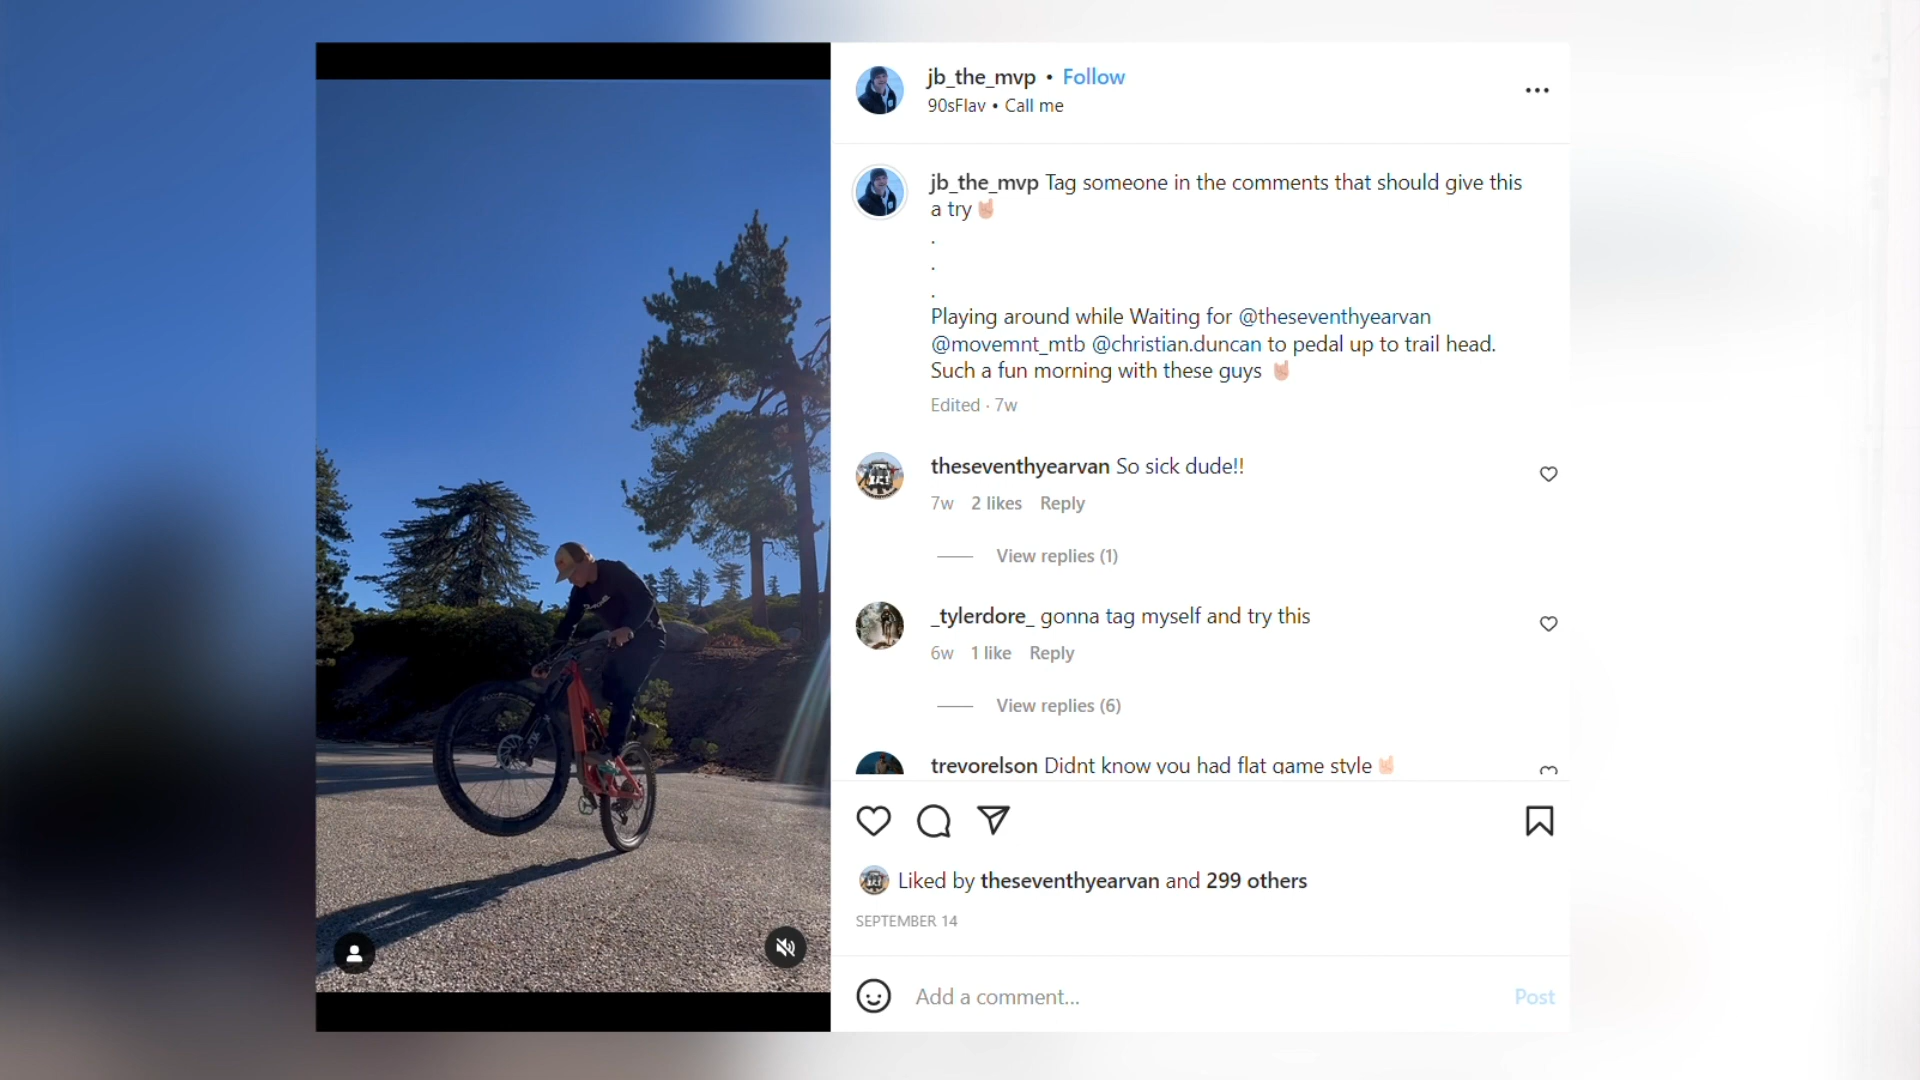 jb_the_mvp • Follow
90sFlav • Call me
jb_the_mvp Tag someone in the comments that should give this
a try🤘🏻
.
.
.
Playing around while Waiting for @theseventhyearvan
@movemnt_mtb @christian.duncan to pedal up to trail head.
Such a fun morning with these guys 🤘🏻
Edited · 7w
theseventhyearvan So sick dude!!
7w 2 likes Reply
View replies (1)
_tylerdore_ gonna tag myself and try this
6w 1 like Reply
View replies (6)
trevorelson Didnt know you had flat game style🤘🏻
Liked by theseventhyearvan and 299 others
SEPTEMBER 14
Add a comment...
Post